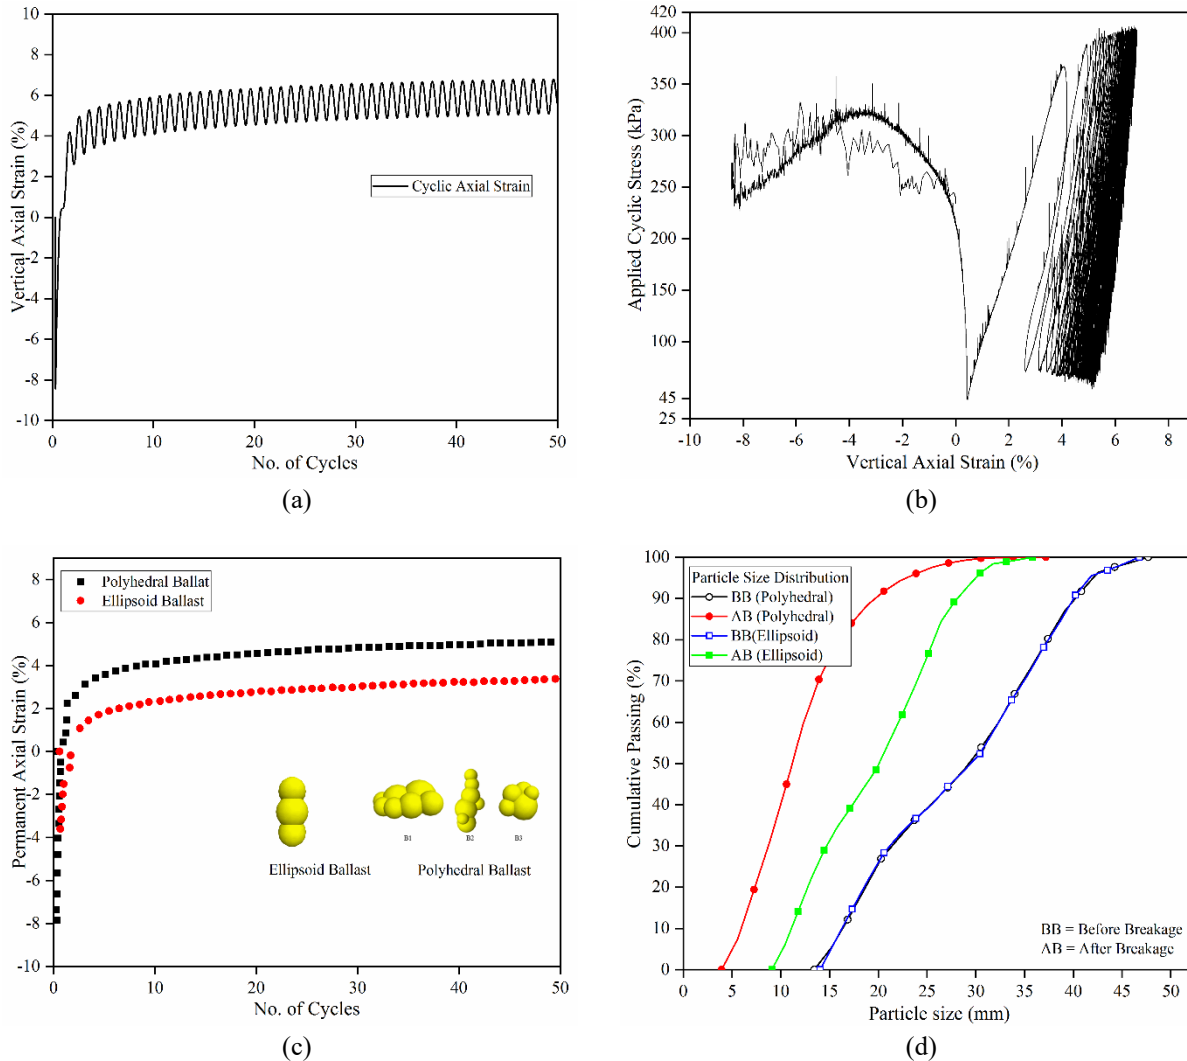 10
8
6
4
2
0
-2
-4
-6
-8
-10
Vertical Axial Strain (%)
Cyclic Axial Strain
0 10 20 30 40 50
No. of Cycles
(a)
420
400
350
300
250
200
150
100
45
25
Applied Cyclic Stress (kPa)
-10 -8 -6 -4 -2 0 2 4 6 8
Vertical Axial Strain (%)
(b)
8
6
4
2
0
-2
-4
-6
-8
-10
Permanent Axial Strain (%)
Polyhedral Ballat
Ellipsoid Ballast
B1 B2 B3
Ellipsoid Ballast Polyhedral Ballast
0 10 20 30 40 50
No. of Cycles
(c)
100
90
80
70
60
50
40
30
20
10
0
Cumulative Passing (%)
Particle Size Distribution
BB (Polyhedral)
AB (Polyhedral)
BB(Ellipsoid)
AB (Ellipsoid)
BB = Before Breakage
AB = After Breakage
0 5 10 15 20 25 30 35 40 45 50
Particle size (mm)
(d)